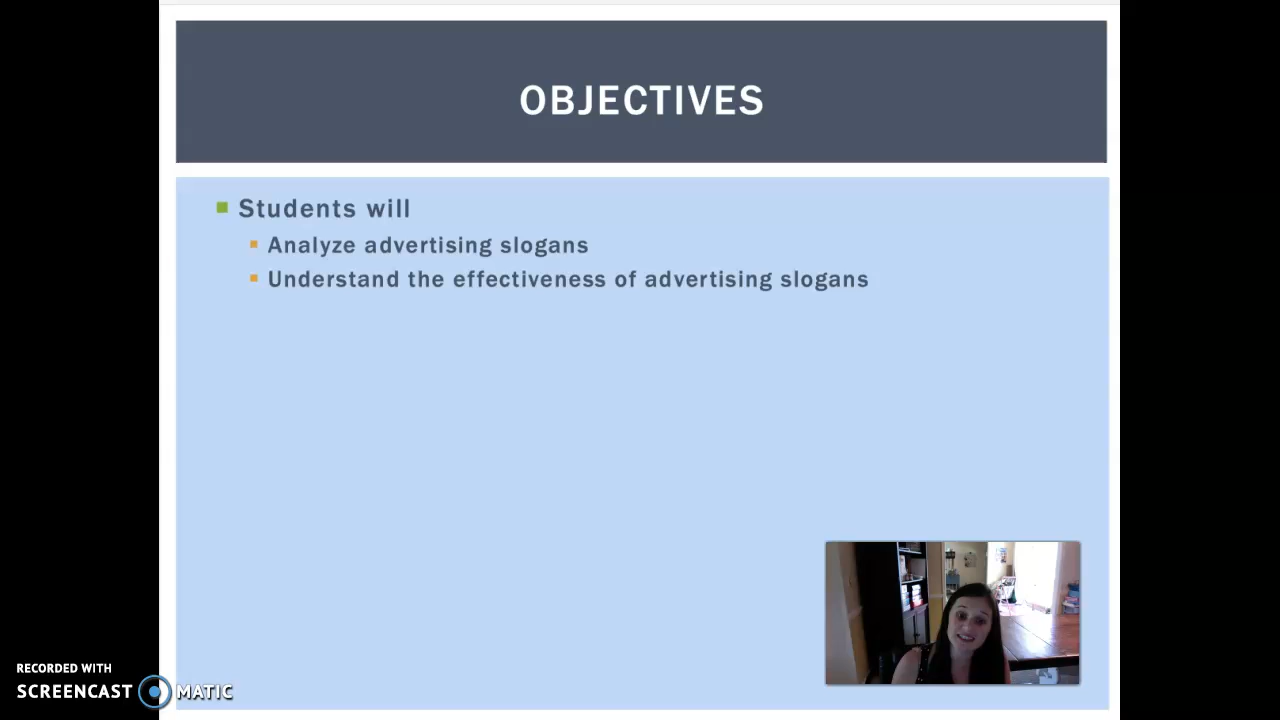 OBJECTIVES
Students will
Analyze advertising slogans
Understand the effectiveness of advertising slogans
RECORDED WITH
SCREENCAST MATIC